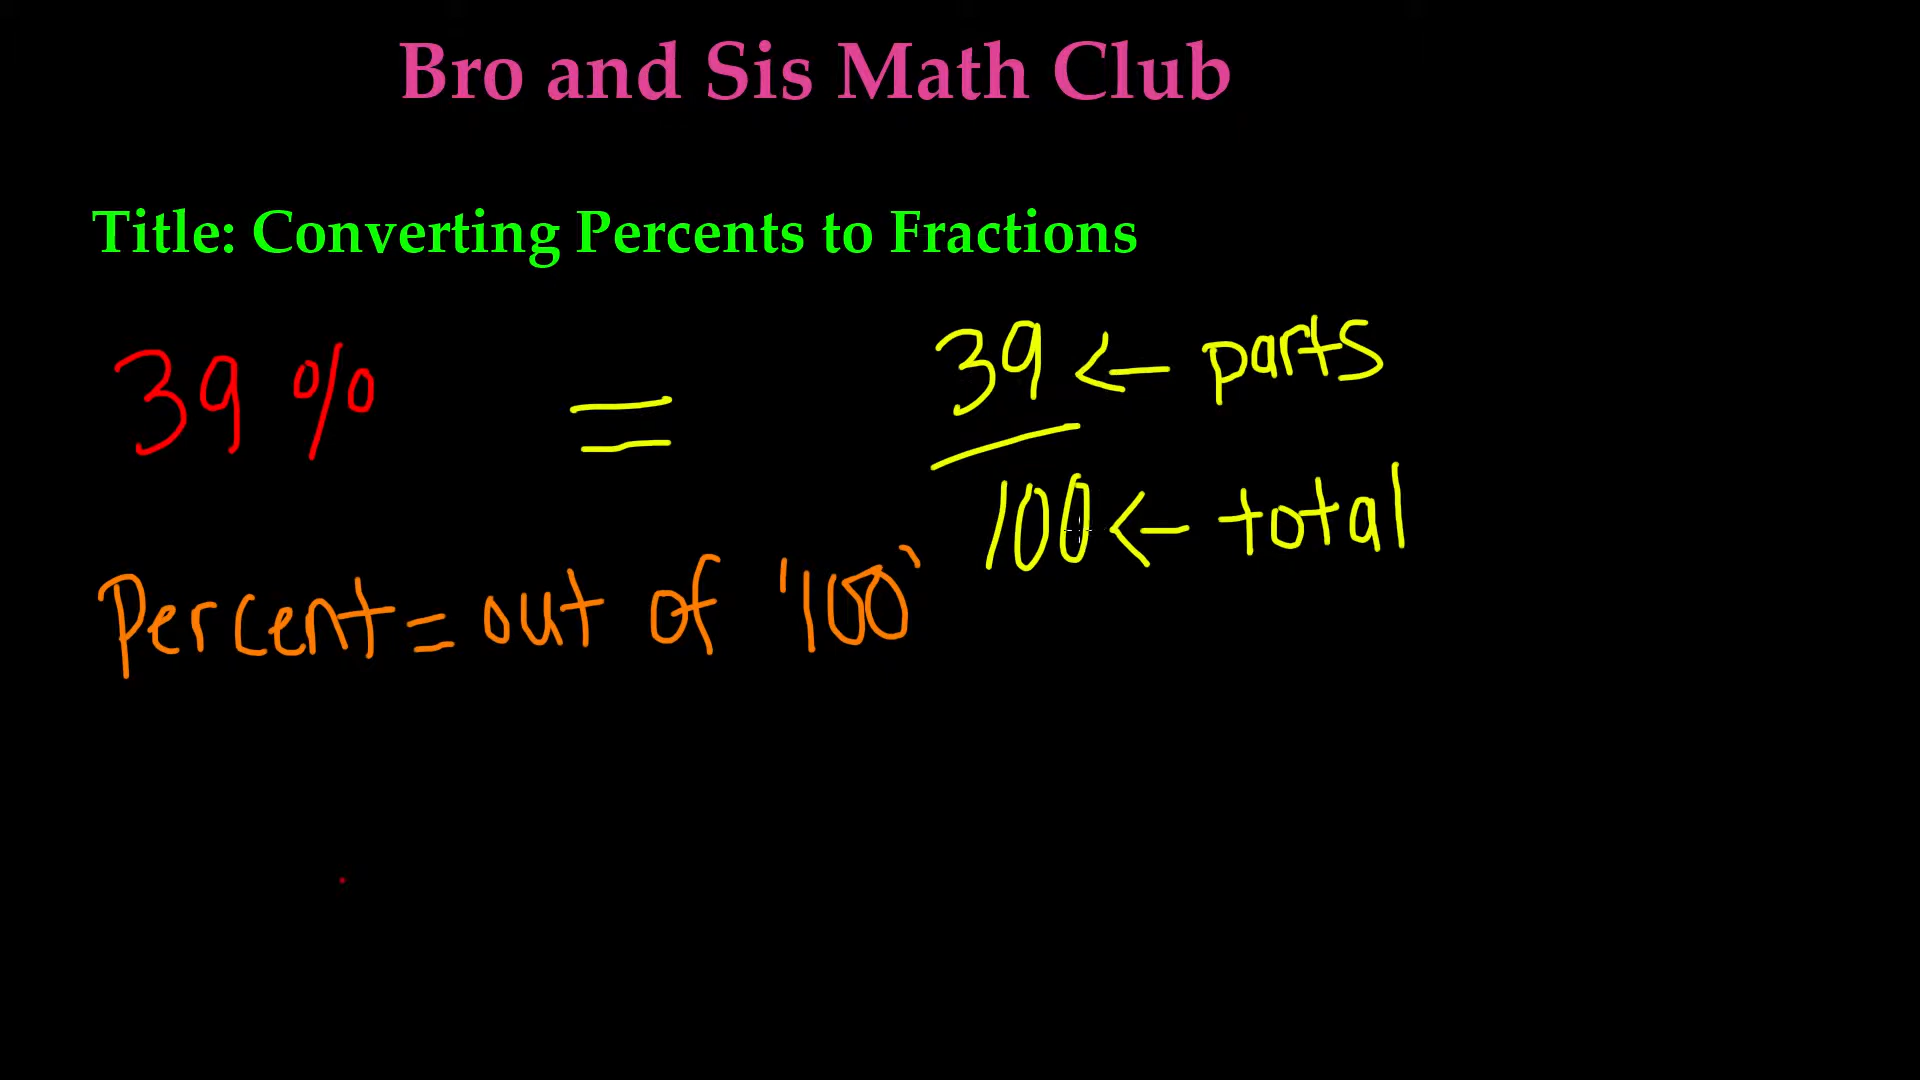 Bro and Sis Math Club
Title: Converting Percents to Fractions
39% = 39 ← parts
100 ← total
Percent = out of '100'